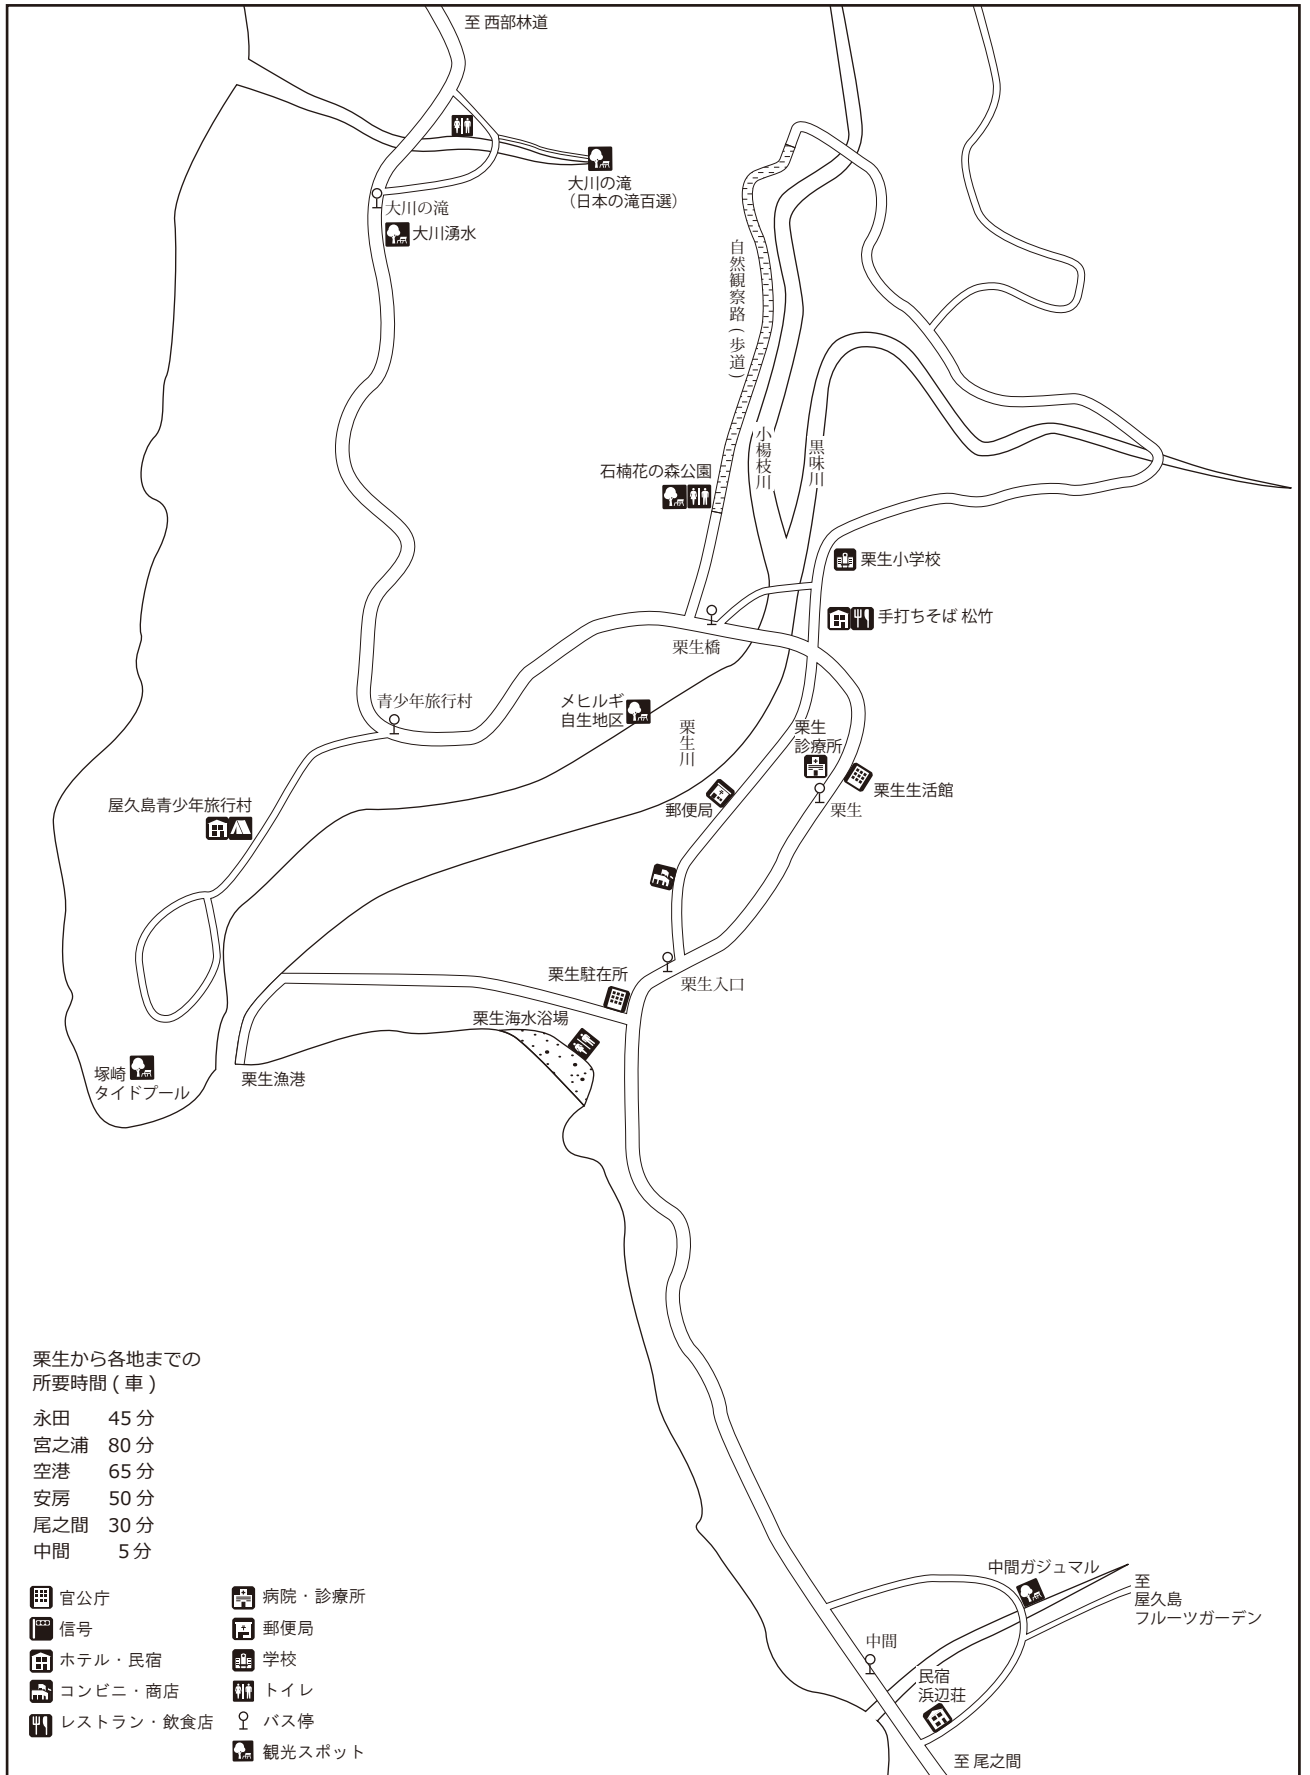 至 西部林道
大川の滝
（日本の滝百選）
大川の滝
大川湧水
自然観察路(歩道)
小楊枝川
黒味川
石楠花の森公園
栗生小学校
手打ちそば 松竹
栗生橋
青少年旅行村
メヒルギ
自生地区
栗生川
栗生
診療所
栗生生活館
郵便局
栗生
屋久島青少年旅行村
栗生駐在所
栗生入口
栗生海水浴場
塚崎
タイドプール
栗生漁港
栗生から各地までの
所要時間 ( 車 )
永田 45 分
宮之浦 80 分
空港 65 分
安房 50 分
尾之間 30 分
中間 5 分
官公庁
信号
ホテル・民宿
コンビニ・商店
レストラン・飲食店
病院・診療所
郵便局
学校
トイレ
バス停
観光スポット
中間ガジュマル
至
屋久島
フルーツガーデン
中間
民宿
浜辺荘
至 尾之間